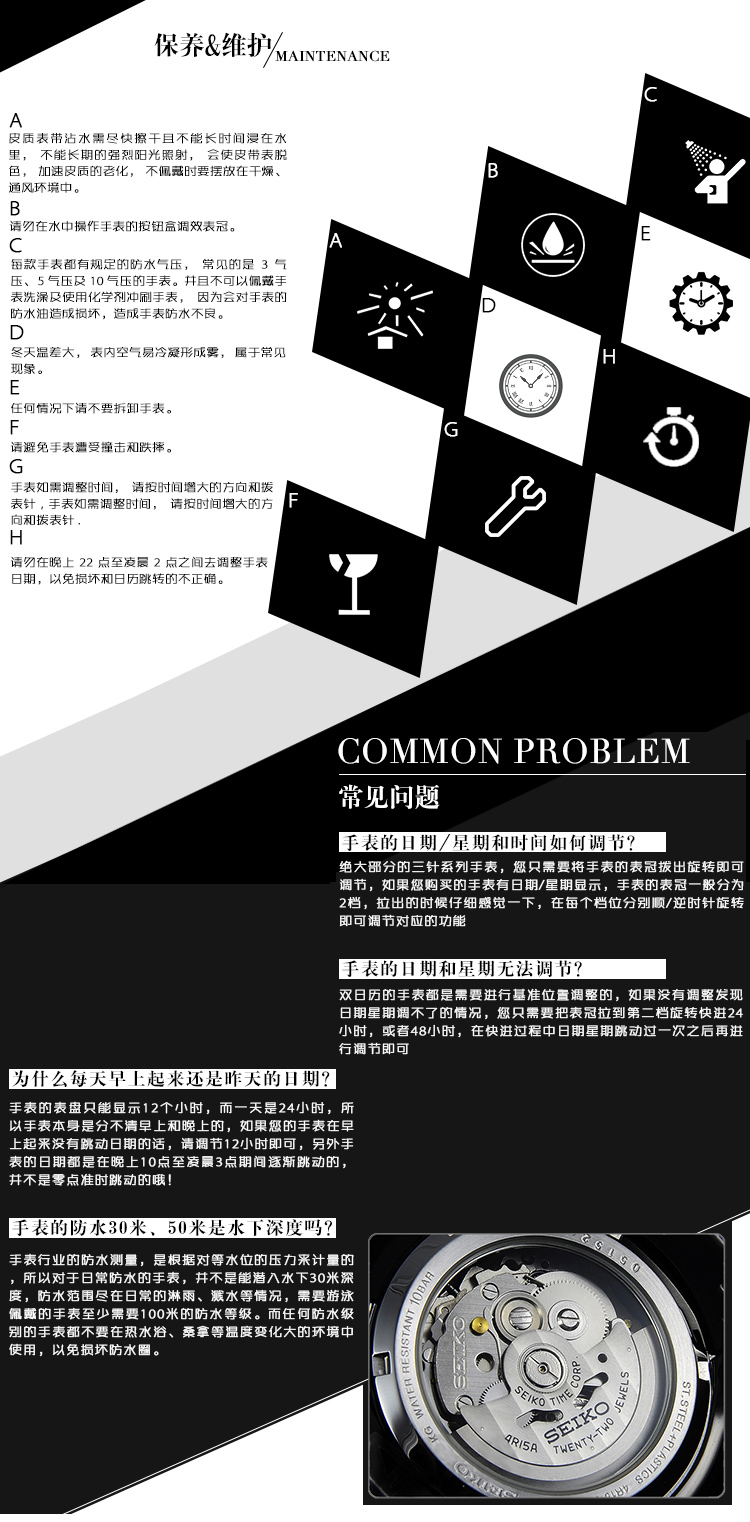 保养&维护/MAINTENANCE
A
皮质表带沾水需尽快擦干且不能长时间浸在水
里， 不能长期的强烈阳光照射， 会使皮带表脱
色， 加速皮质的老化， 不佩戴时要摆放在干燥、
通风环境中。
B
请勿在水中操作手表的按钮盒调效表冠。
C
每款手表都有规定的防水气压， 常见的是 3 气
压、5 气压及 10 气压的手表。并且不可以佩戴手
表洗澡及使用化学剂冲刷手表， 因为会对手表的
防水油造成损坏，造成手表防水不良。
D
冬天温差大， 表内空气易冷凝形成雾， 属于常见
现象。
E
任何情况下请不要拆卸手表。
F
请避免手表遭受撞击和跌摔。
G
手表如需调整时间， 请按时间增大的方向和拨
表针 , 手表如需调整时间， 请按时间增大的方
向和拨表针 .
H
请勿在晚上 22 点至凌晨 2 点之间去调整手表
日期，以免损坏和日历跳转的不正确。
C
B
E
A
D
H
G
F
COMMON PROBLEM
常见问题
手表的日期/星期和时间如何调节?
绝大部分的三针系列手表，您只需要将手表的表冠拔出旋转即可
调节，如果您购买的手表有日期/星期显示，手表的表冠一般分为
2档，拉出的时候仔细感觉一下，在每个档位分别顺/逆时针旋转
即可调节对应的功能
手表的日期和星期无法调节?
双日历的手表都是需要进行基准位置调整的，如果没有调整发现
日期星期调不了的情况，您只需要把表冠拉到第二档旋转快进24
小时，或者48小时，在快进过程中日期星期跳动过一次之后再进
行调节即可
为什么每天早上起来还是昨天的日期?
手表的表盘只能显示12个小时，而一天是24小时，所
以手表本身是分不清早上和晚上的，如果您的手表在早
上起来没有跳动日期的话，请调节12小时即可，另外手
表的日期都是在晚上10点至凌晨3点期间逐渐跳动的，
并不是零点准时跳动的哦！
手表的防水30米、50米是水下深度吗?
手表行业的防水测量，是根据对等水位的压力来计量的
，所以对于日常防水的手表，并不是能潜入水下30米深
度，防水范围尽在日常的淋雨、溅水等情况，需要游泳
佩戴的手表至少需要100米的防水等级。而任何防水级
别的手表都不要在热水浴、桑拿等温度变化大的环境中
使用，以免损坏防水圈。
05152
WATER RESISTANT 10BAR
SEIKO
SEIKO TIME CORP
SEIKO
4R15A
TWENTY-TWO JEWELS
ST.STEEL+PLASTICS
SEIKO